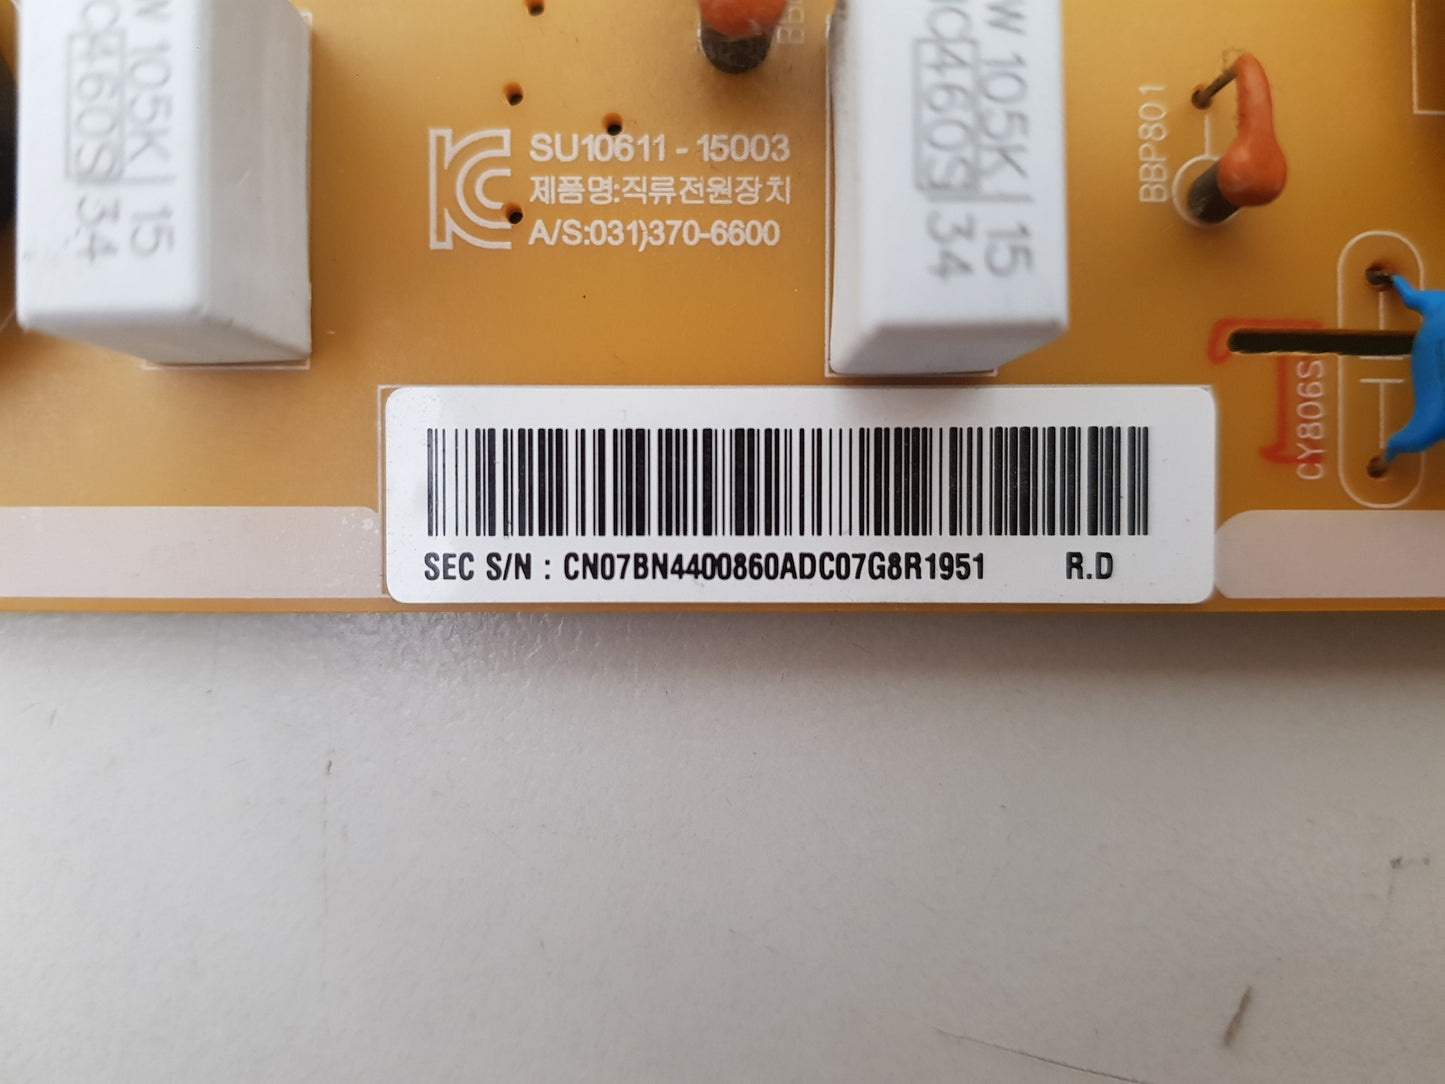 W 105K 15
C460S 34
SU10611-15003
제품명:직류전원장치
A/S:031)370-6600
KC
W 105K 15
C460S 34
BBP801
CY806S
SEC S/N : CN07BN4400860ADC07G8R1951 R.D